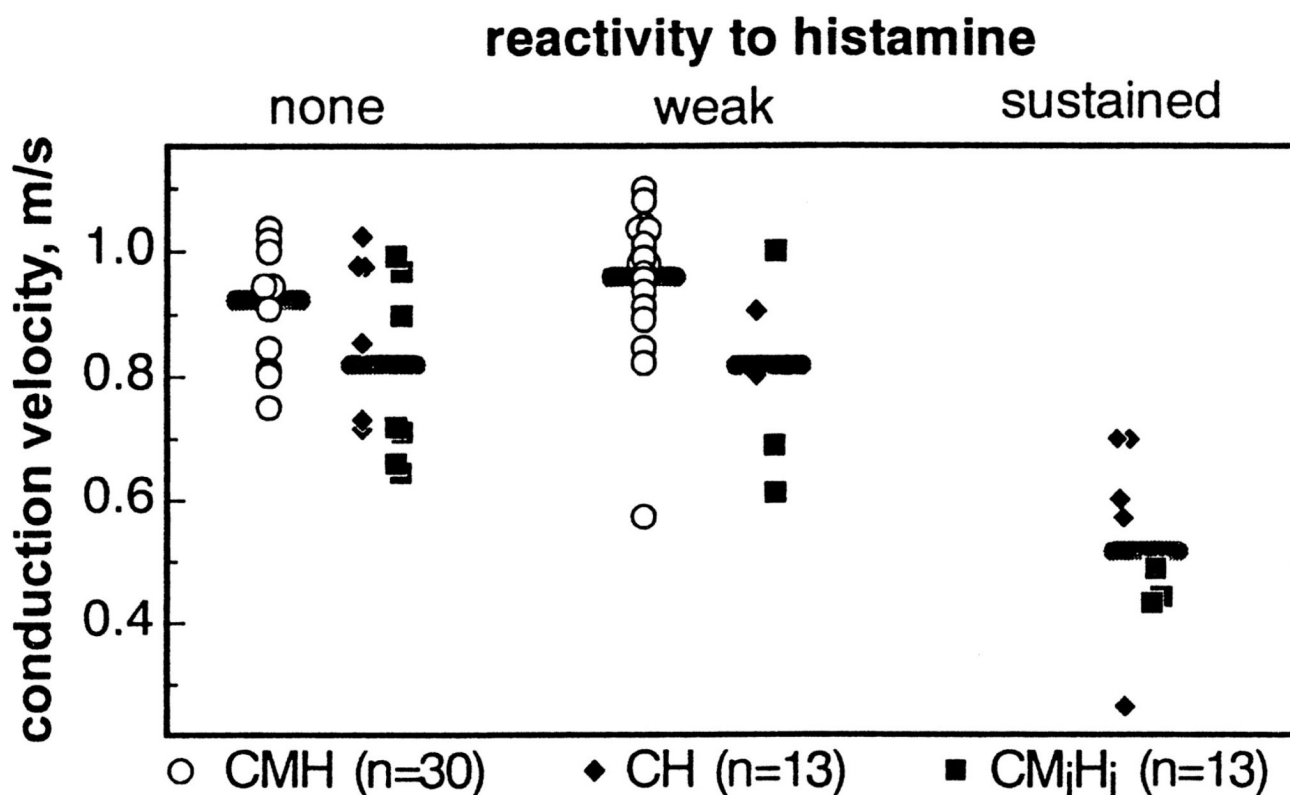 reactivity to histamine
none weak sustained
conduction velocity, m/s
1.0
0.8
0.6
0.4
CMH (n=30) CH (n=13) CMiHi (n=13)